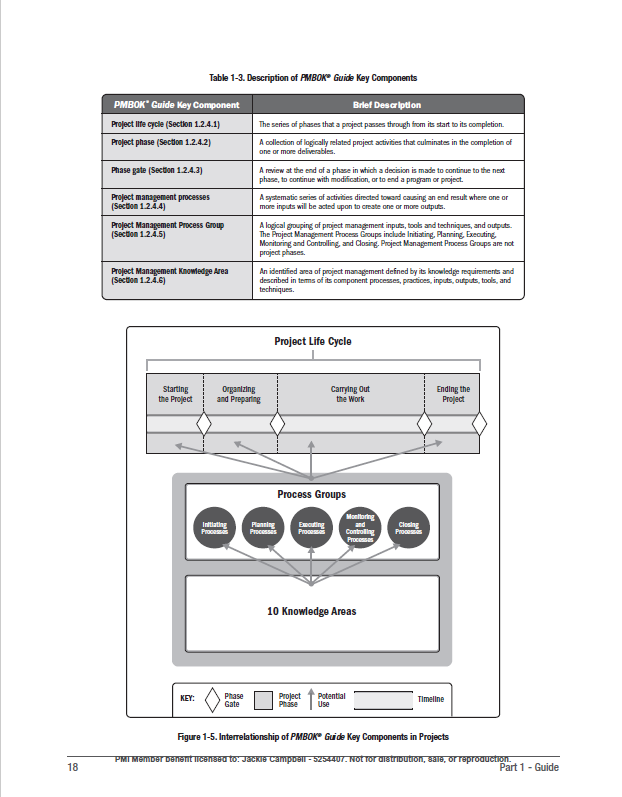 Table 1-3. Description of PMBOK® Guide Key Components
PMBOK® Guide Key Component
Brief Description
Project life cycle (Section 1.2.4.1)
The series of phases that a project passes through from its start to its completion.
Project phase (Section 1.2.4.2)
A collection of logically related project activities that culminates in the completion of
one or more deliverables.
Phase gate (Section 1.2.4.3)
A review at the end of a phase in which a decision is made to continue to the next
phase, to continue with modification, or to end a program or project.
Project management processes
(Section 1.2.4.4)
A systematic series of activities directed toward causing an end result where one or
more inputs will be acted upon to create one or more outputs.
Project Management Process Group
(Section 1.2.4.5)
A logical grouping of project management inputs, tools and techniques, and outputs.
The Project Management Process Groups include Initiating, Planning, Executing,
Monitoring and Controlling, and Closing. Project Management Process Groups are not
project phases.
Project Management Knowledge Area
(Section 1.2.4.6)
An identified area of project management defined by its knowledge requirements and
described in terms of its component processes, practices, inputs, outputs, tools, and
techniques.
Project Life Cycle
Starting
the Project
Organizing
and Preparing
Carrying Out
the Work
Ending the
Project
Process Groups
Initiating
Processes
Planning
Processes
Executing
Processes
Monitoring
and
Controlling
Processes
Closing
Processes
10 Knowledge Areas
KEY:
Phase
Gate
Project
Phase
Potential
Use
Timeline
Figure 1-5. Interrelationship of PMBOK® Guide Key Components in Projects
PMI Member benefit licensed to: Jackie Campbell - 5254407. Not for distribution, sale, or reproduction.
18
Part 1 - Guide